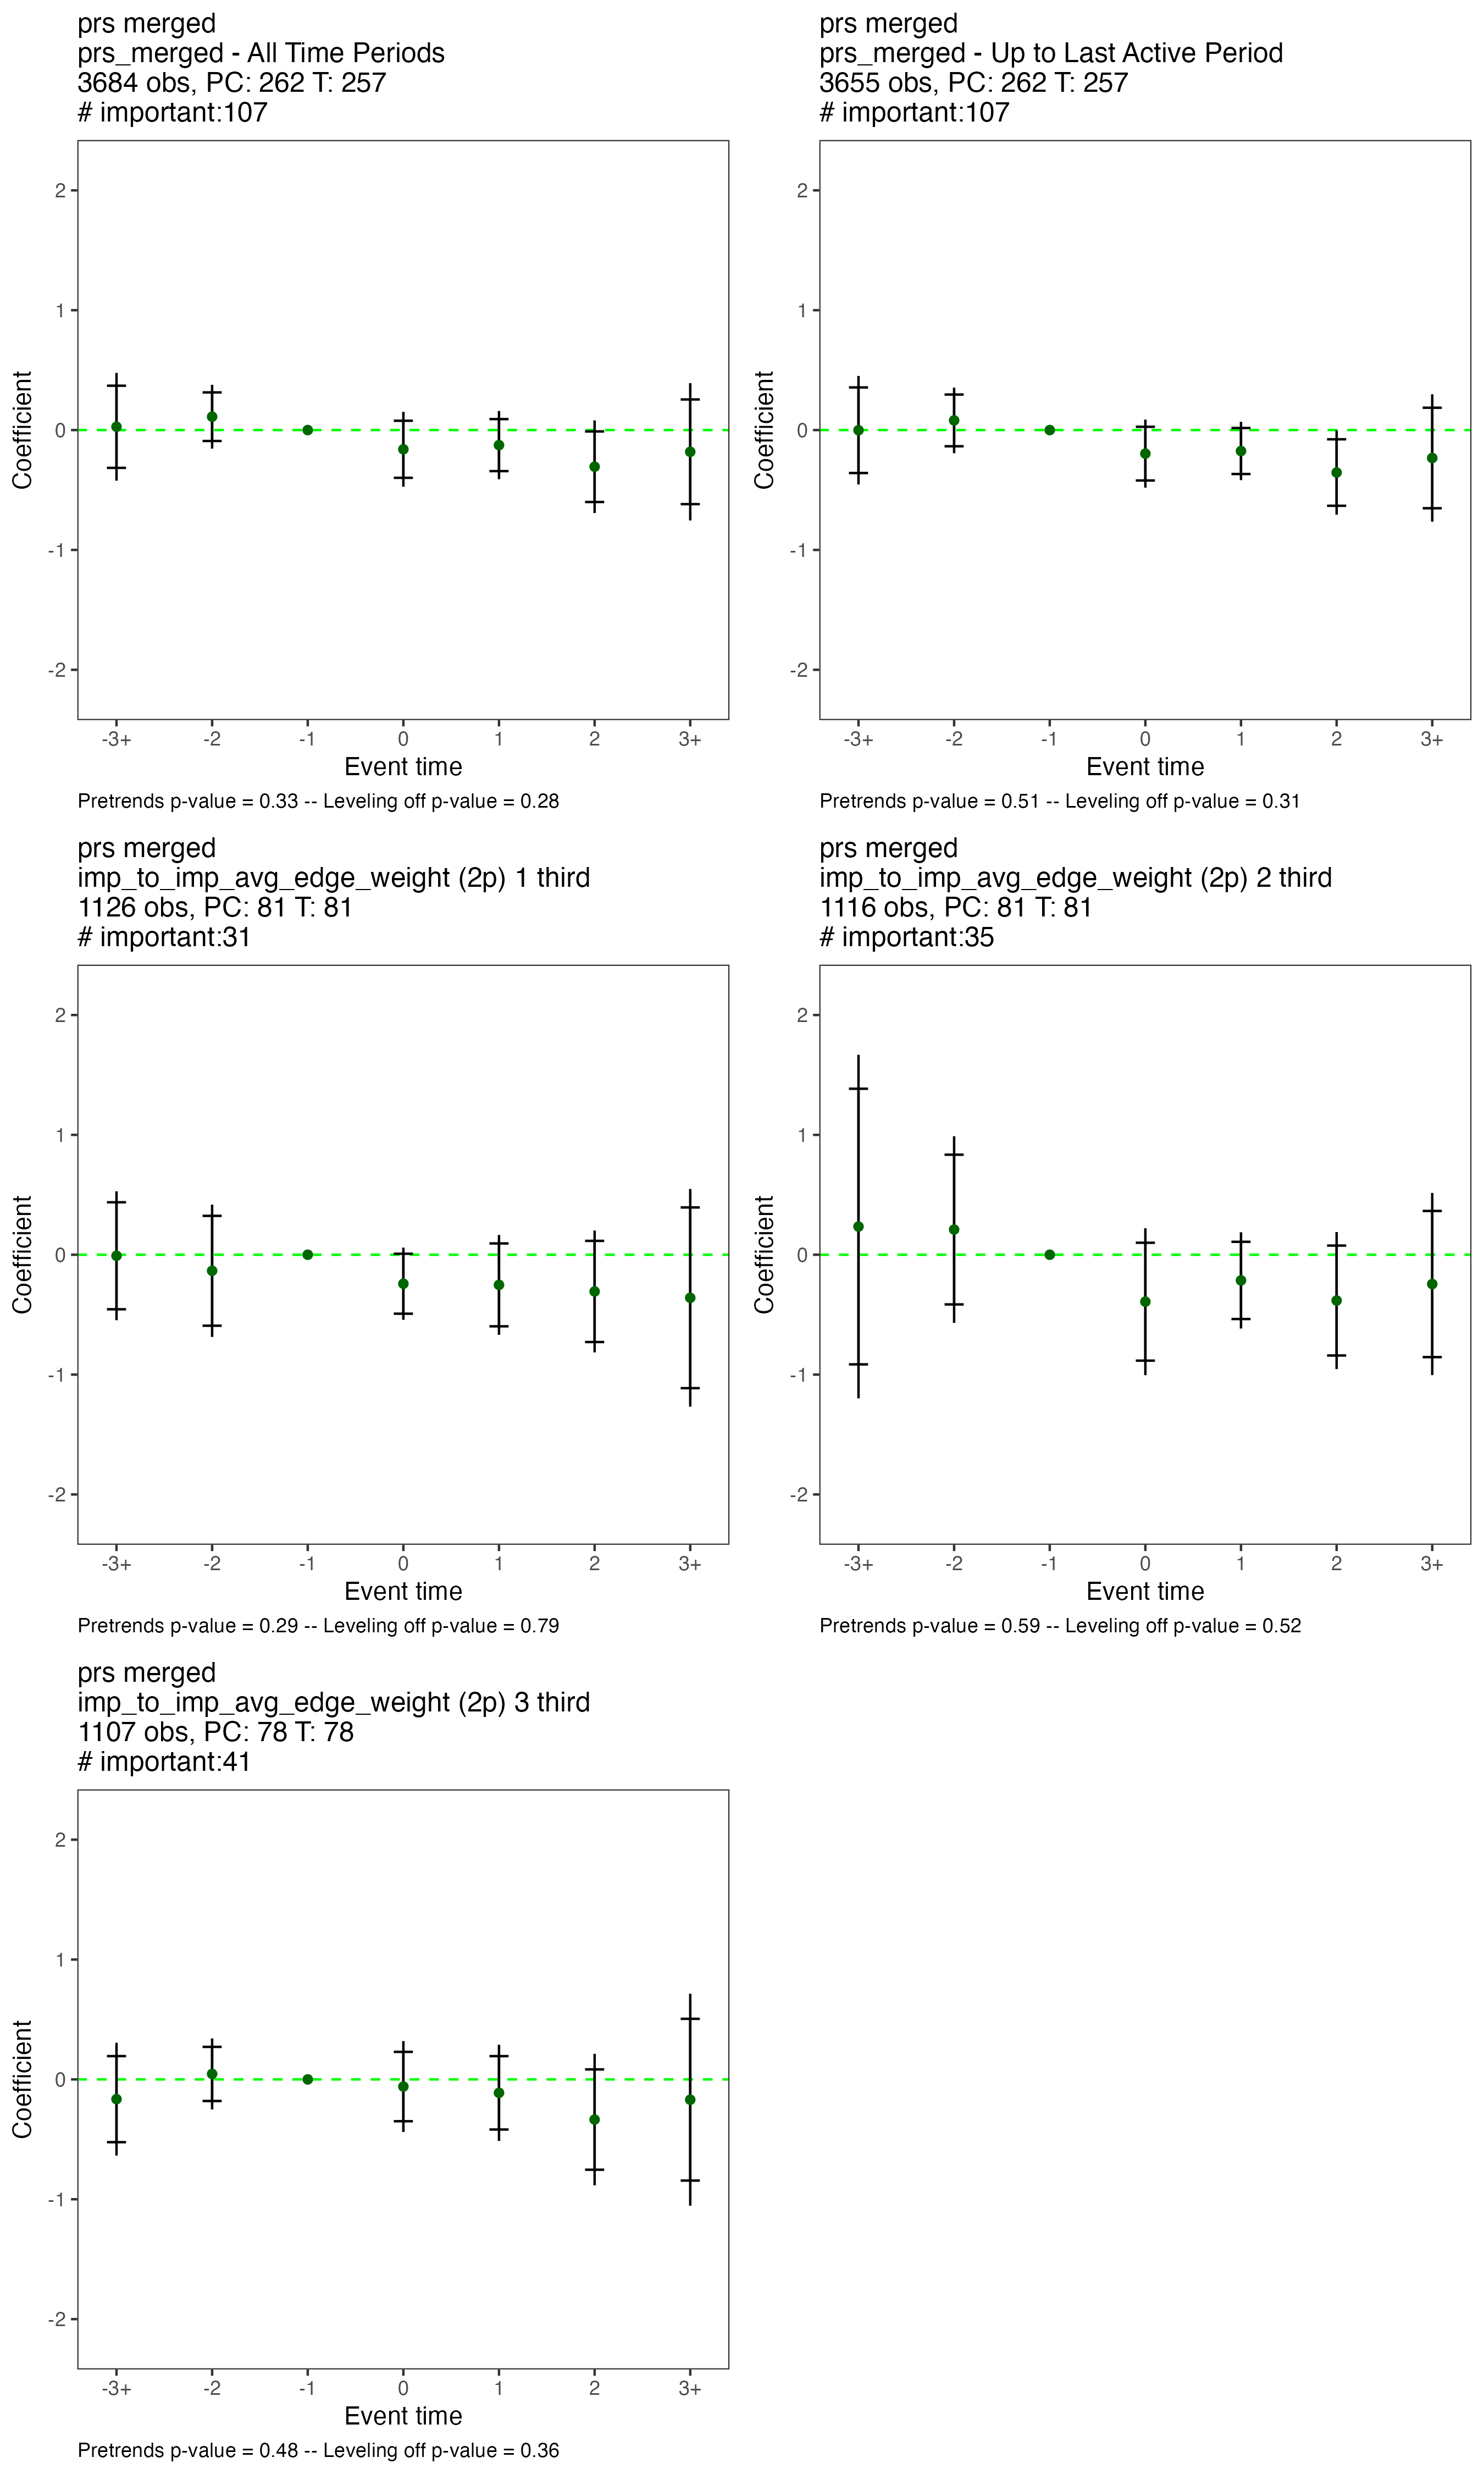 prs merged
prs_merged - All Time Periods
3684 obs, PC: 262 T: 257
# important:107
2
1
0
-1
-2
Coefficient
-3+ -2 -1 0 1 2 3+
Event time
Pretrends p-value = 0.33 -- Leveling off p-value = 0.28
prs merged
prs_merged - Up to Last Active Period
3655 obs, PC: 262 T: 257
# important:107
2
1
0
-1
-2
Coefficient
-3+ -2 -1 0 1 2 3+
Event time
Pretrends p-value = 0.51 -- Leveling off p-value = 0.31
prs merged
imp_to_imp_avg_edge_weight (2p) 1 third
1126 obs, PC: 81 T: 81
# important:31
2
1
0
-1
-2
Coefficient
-3+ -2 -1 0 1 2 3+
Event time
Pretrends p-value = 0.29 -- Leveling off p-value = 0.79
prs merged
imp_to_imp_avg_edge_weight (2p) 2 third
1116 obs, PC: 81 T: 81
# important:35
2
1
0
-1
-2
Coefficient
-3+ -2 -1 0 1 2 3+
Event time
Pretrends p-value = 0.59 -- Leveling off p-value = 0.52
prs merged
imp_to_imp_avg_edge_weight (2p) 3 third
1107 obs, PC: 78 T: 78
# important:41
2
1
0
-1
-2
Coefficient
-3+ -2 -1 0 1 2 3+
Event time
Pretrends p-value = 0.48 -- Leveling off p-value = 0.36